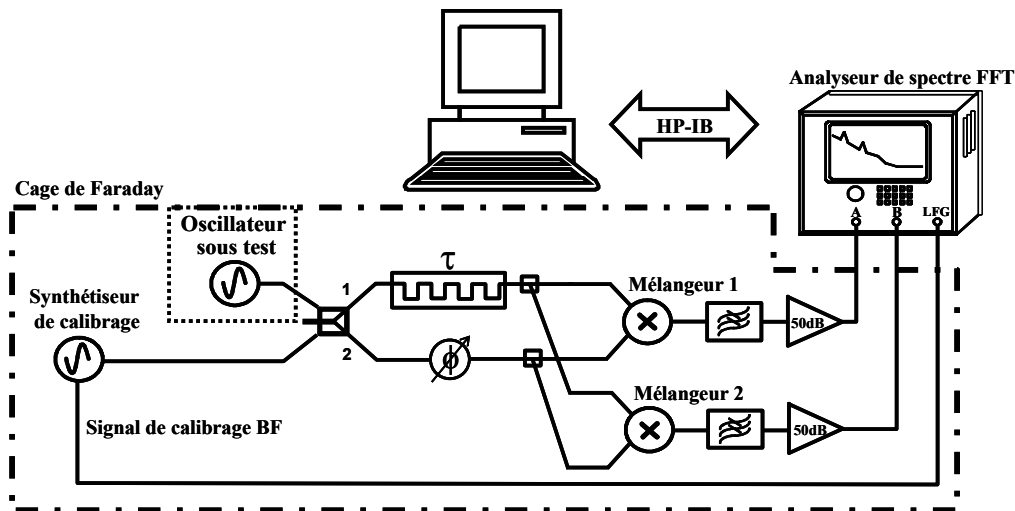 Analyseur de spectre FFT
HP-IB
A B LFG
Cage de Faraday
Oscillateur
sous test
τ
Synthétiseur
de calibrage
1
2
ϕ
Mélangeur 1
50dB
Mélangeur 2
50dB
Signal de calibrage BF